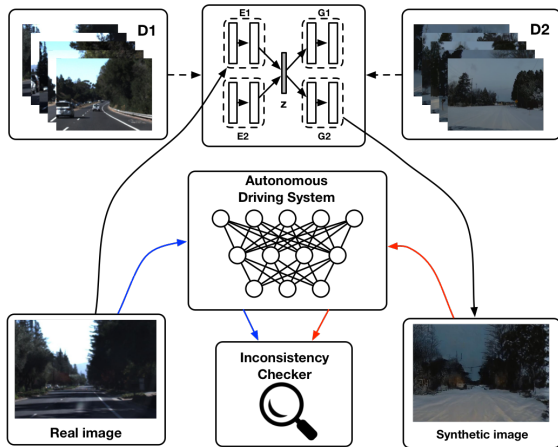 D1
E1
G1
z
E2
G2
D2
Autonomous
Driving System
Inconsistency
Checker
Real image
Synthetic image